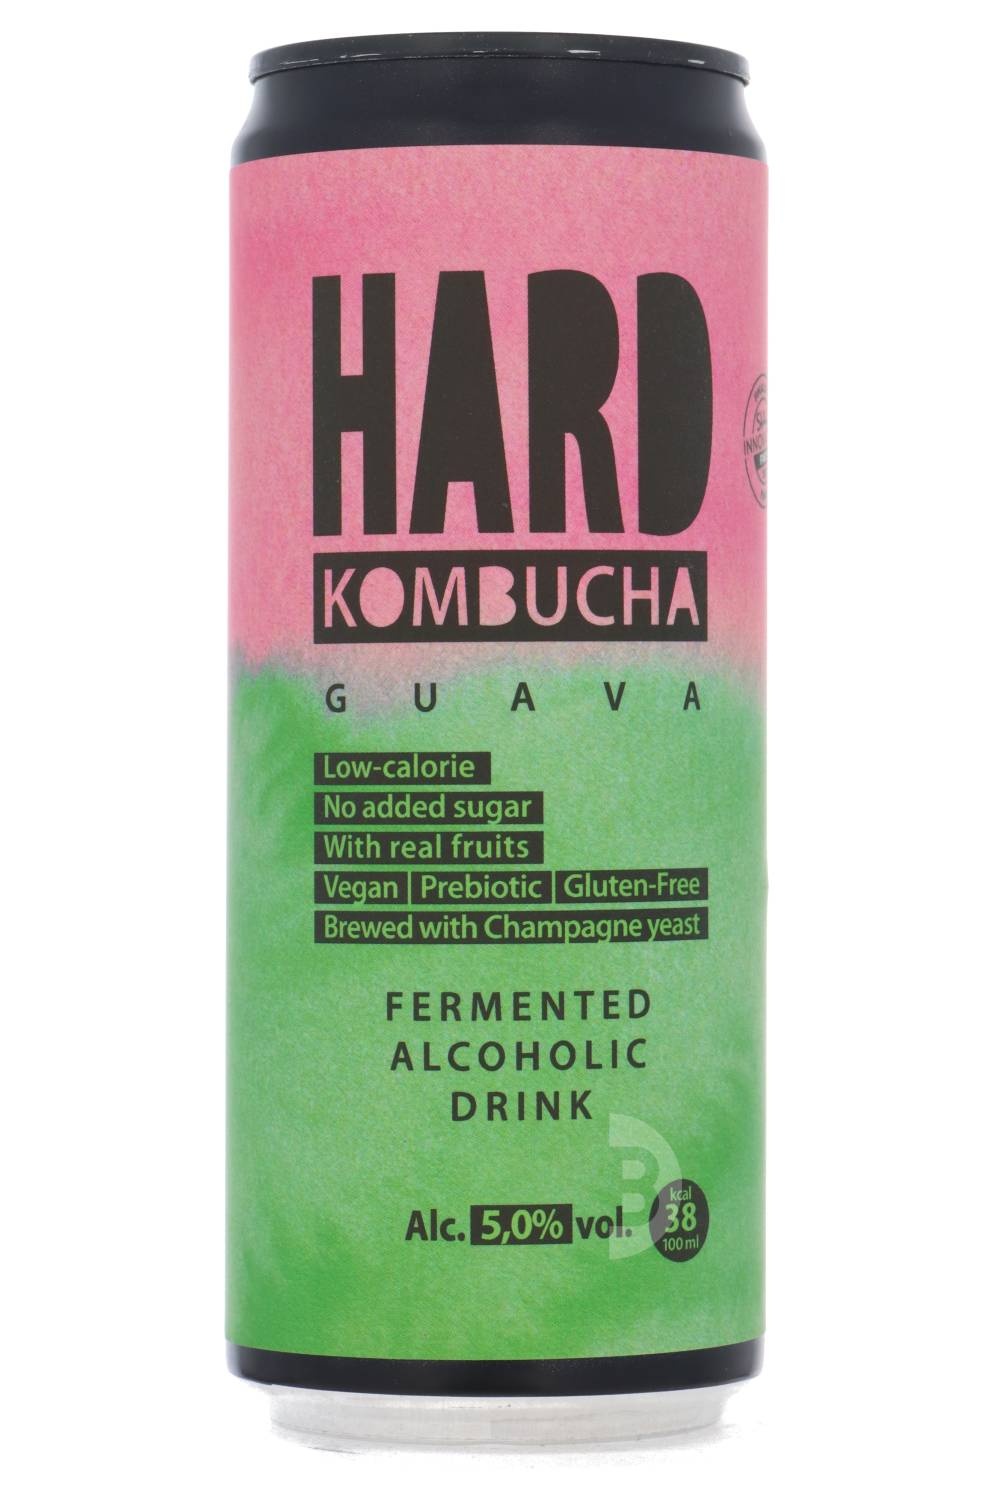 HARD
KOMBUCHA
GUAVA
Low-calorie
No added sugar
With real fruits
Vegan Prebiotic Gluten-Free
Brewed with Champagne yeast
FERMENTED
ALCOHOLIC
DRINK
Alc. 5,0% vol.
kcal
38
100 ml
B